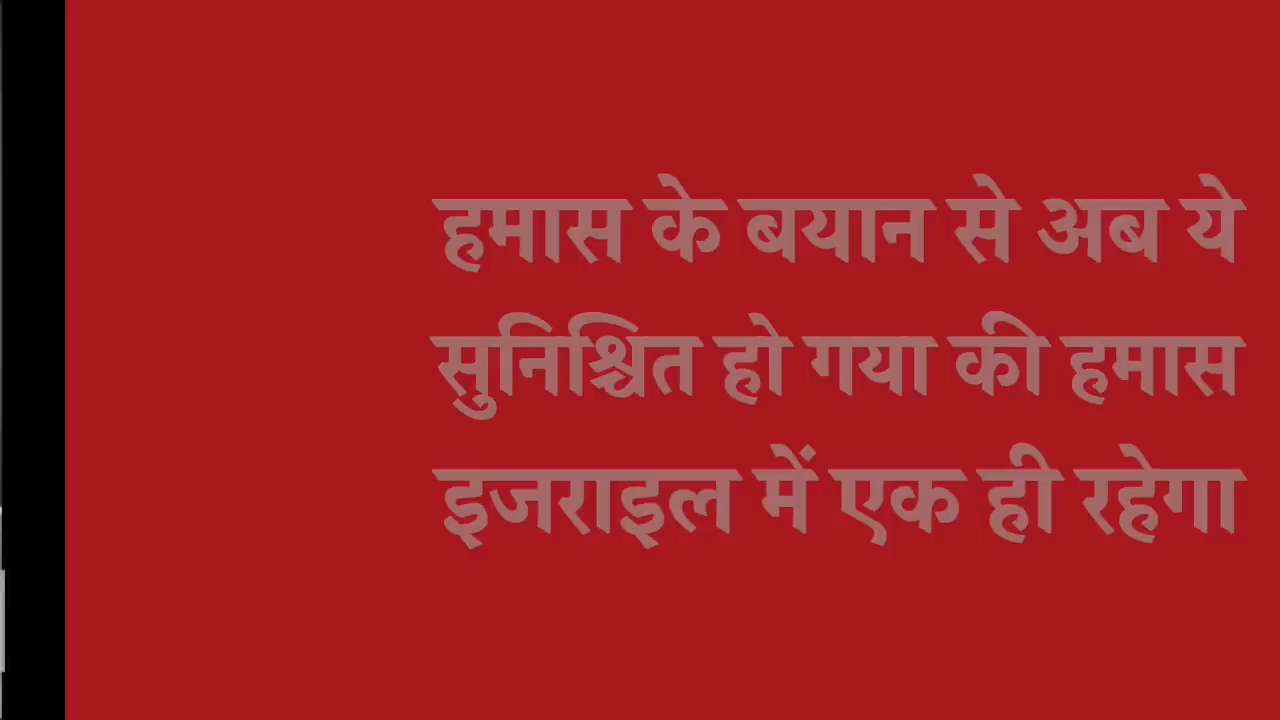 हमास के बयान से अब ये
सुनिश्चित हो गया की हमास
इजराइल में एक ही रहेगा